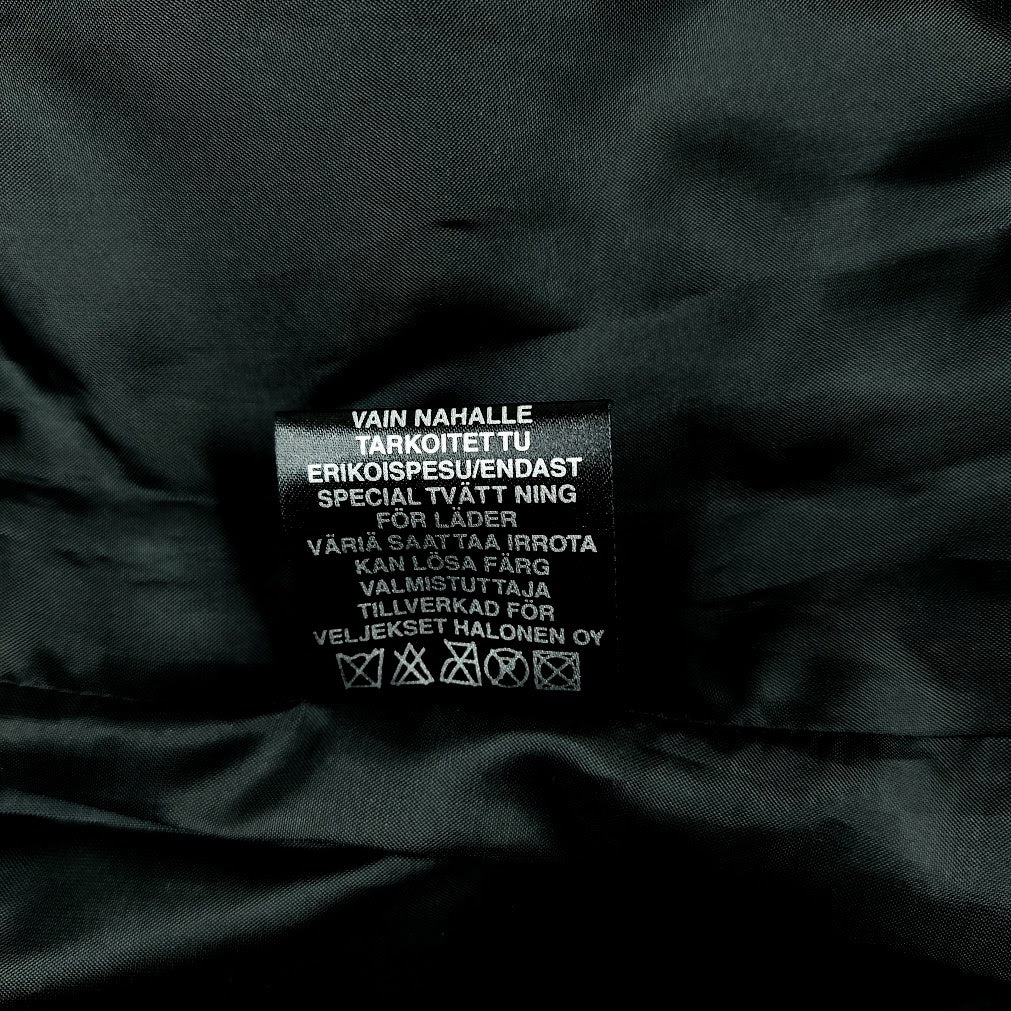 VAIN NAHALLE
TARKOITETTU
ERIKOISPESU/ENDAST
SPECIAL TVÄTT NING
FÖR LÄDER
VÄRIÄ SAATTAA IRROTA
KAN LÖSA FÄRG
VALMISTUTTAJA
TILLVERKAD FÖR
VELJEKSET HALONEN OY